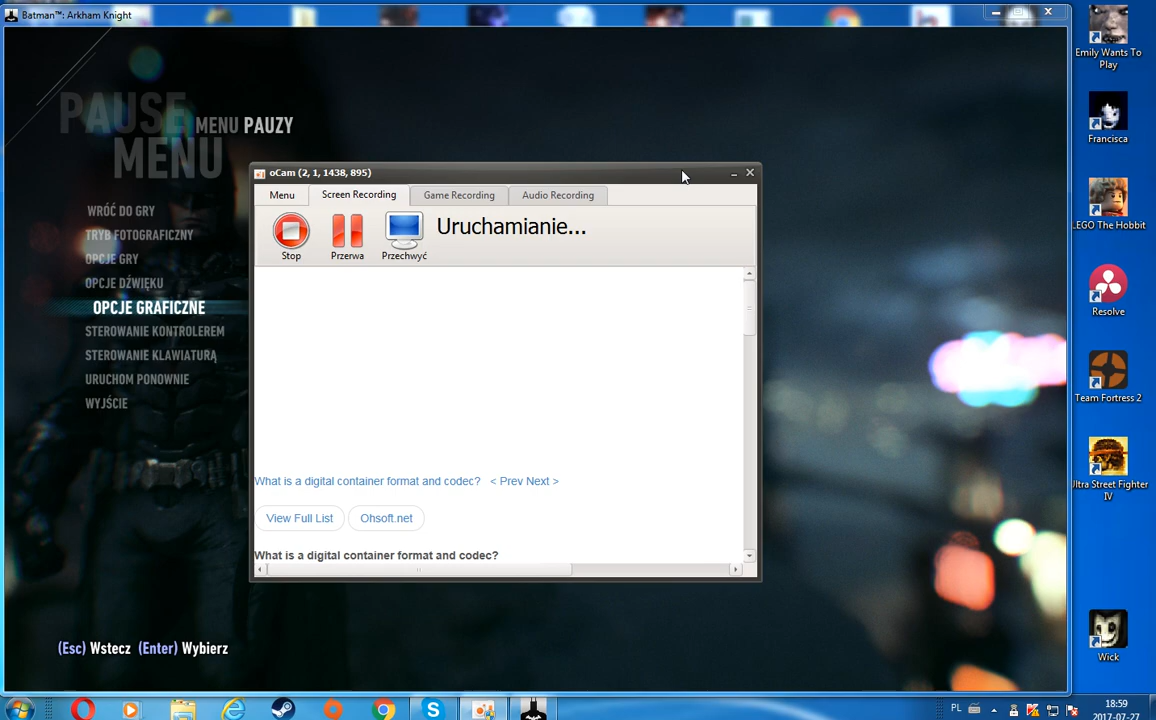 Batman™: Arkham Knight
PAUSE
MENU
MENU PAUZY
WRÓĆ DO GRY
TRYB FOTOGRAFICZNY
OPCJE GRY
OPCJE DŹWIĘKU
OPCJE GRAFICZNE
STEROWANIE KONTROLEREM
STEROWANIE KLAWIATURĄ
URUCHOM PONOWNIE
WYJŚCIE
(Esc) Wstecz (Enter) Wybierz
oCam (2, 1, 1438, 895)
Menu Screen Recording Game Recording Audio Recording
Uruchamianie...
Stop Przerwa Przechwyć
What is a digital container format and codec? < Prev Next >
View Full List Ohsoft.net
What is a digital container format and codec?
Emily Wants To
Play
Francisca
LEGO The Hobbit
Resolve
Team Fortress 2
Ultra Street Fighter
IV
Wick
PL
18:59
2017-07-27